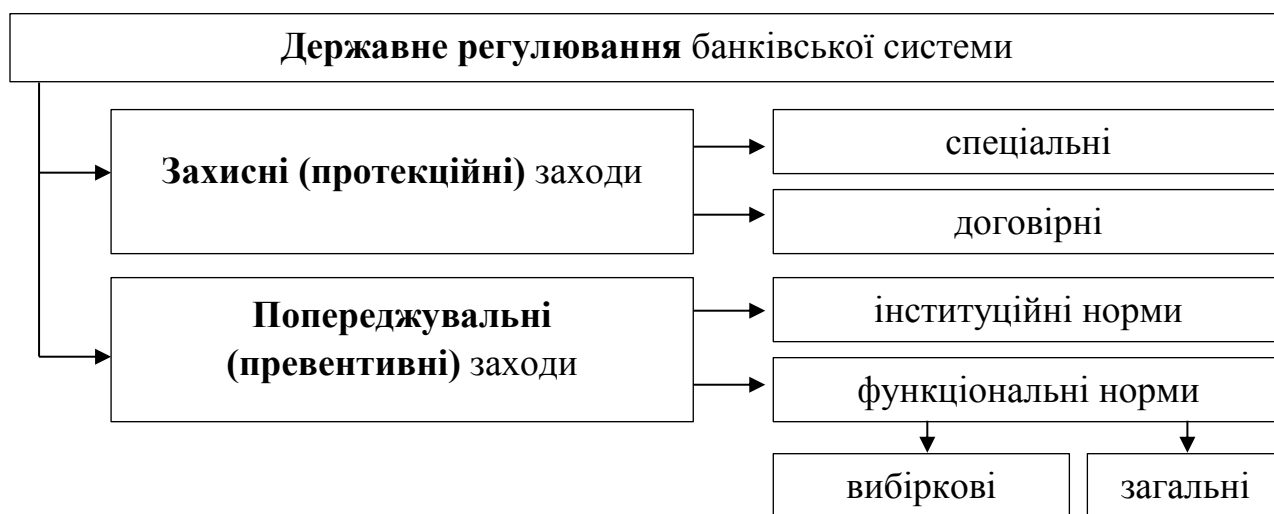 Державне регулювання банківської системи
Захисні (протекційні) заходи
спеціальні
договірні
Попереджувальні
(превентивні) заходи
інституційні норми
функціональні норми
вибіркові
загальні